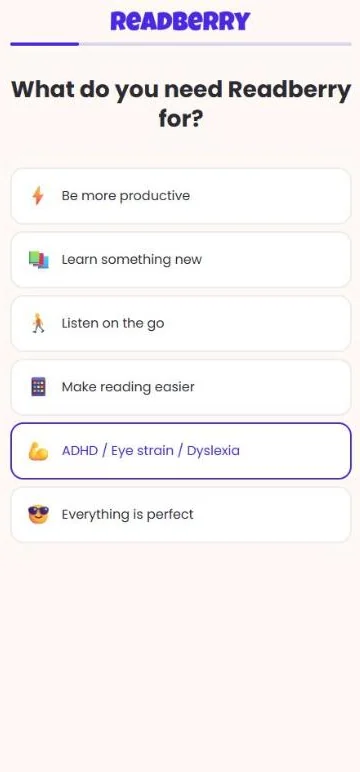 READBERRY
What do you need Readberry
for?
Be more productive
Learn something new
Listen on the go
Make reading easier
ADHD / Eye strain / Dyslexia
Everything is perfect